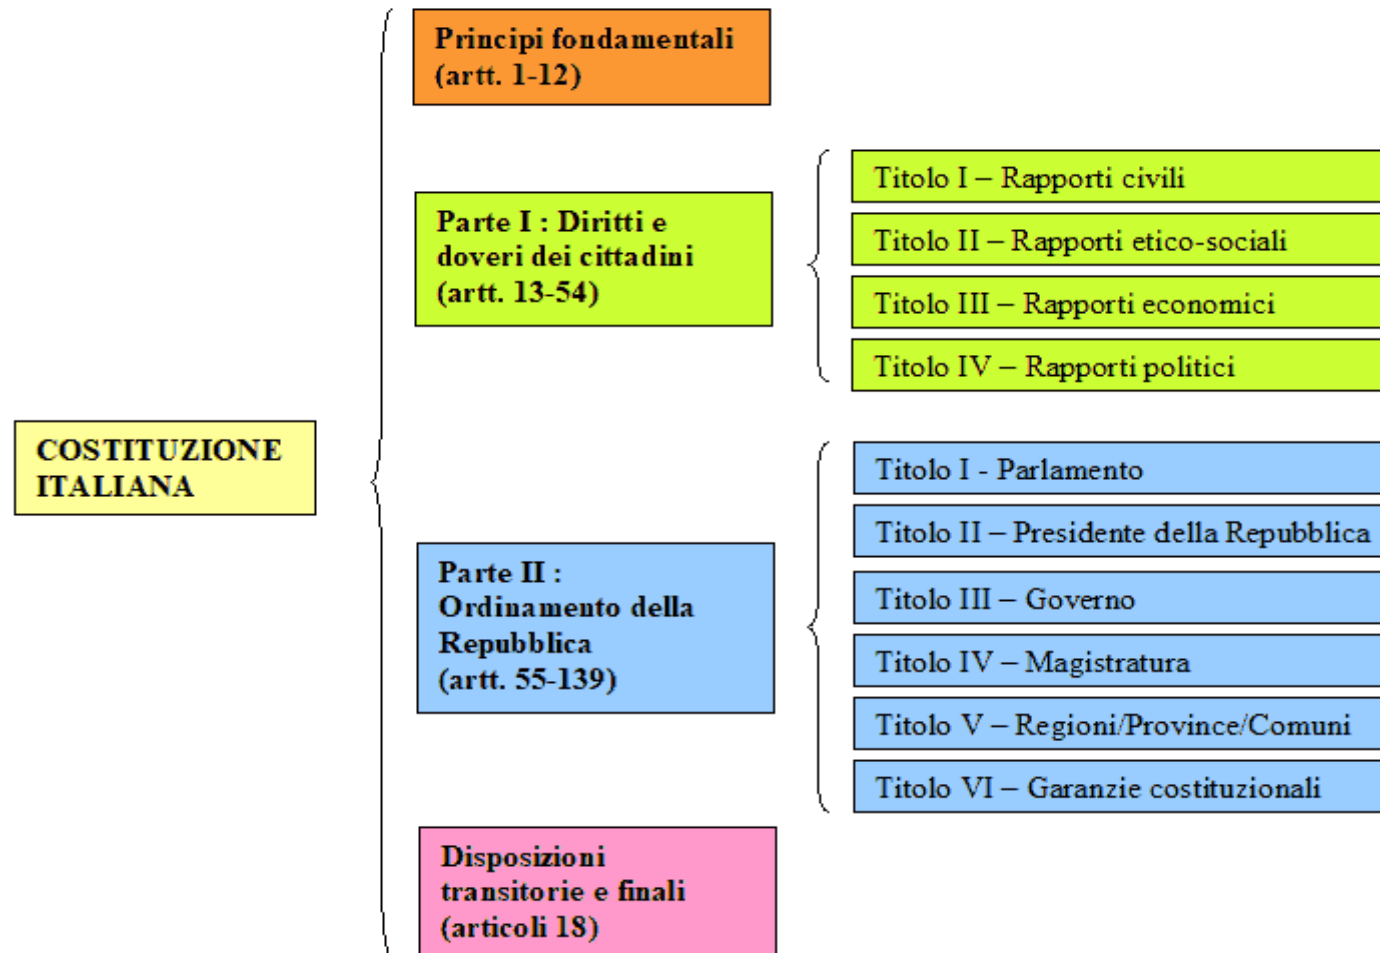 Principi fondamentali
(artt. 1-12)
Parte I : Diritti e
doveri dei cittadini
(artt. 13-54)
Titolo I – Rapporti civili
Titolo II – Rapporti etico-sociali
Titolo III – Rapporti economici
Titolo IV – Rapporti politici
COSTITUZIONE
ITALIANA
Parte II :
Ordinamento della
Repubblica
(artt. 55-139)
Titolo I - Parlamento
Titolo II – Presidente della Repubblica
Titolo III – Governo
Titolo IV – Magistratura
Titolo V – Regioni/Province/Comuni
Titolo VI – Garanzie costituzionali
Disposizioni
transitorie e finali
(articoli 18)